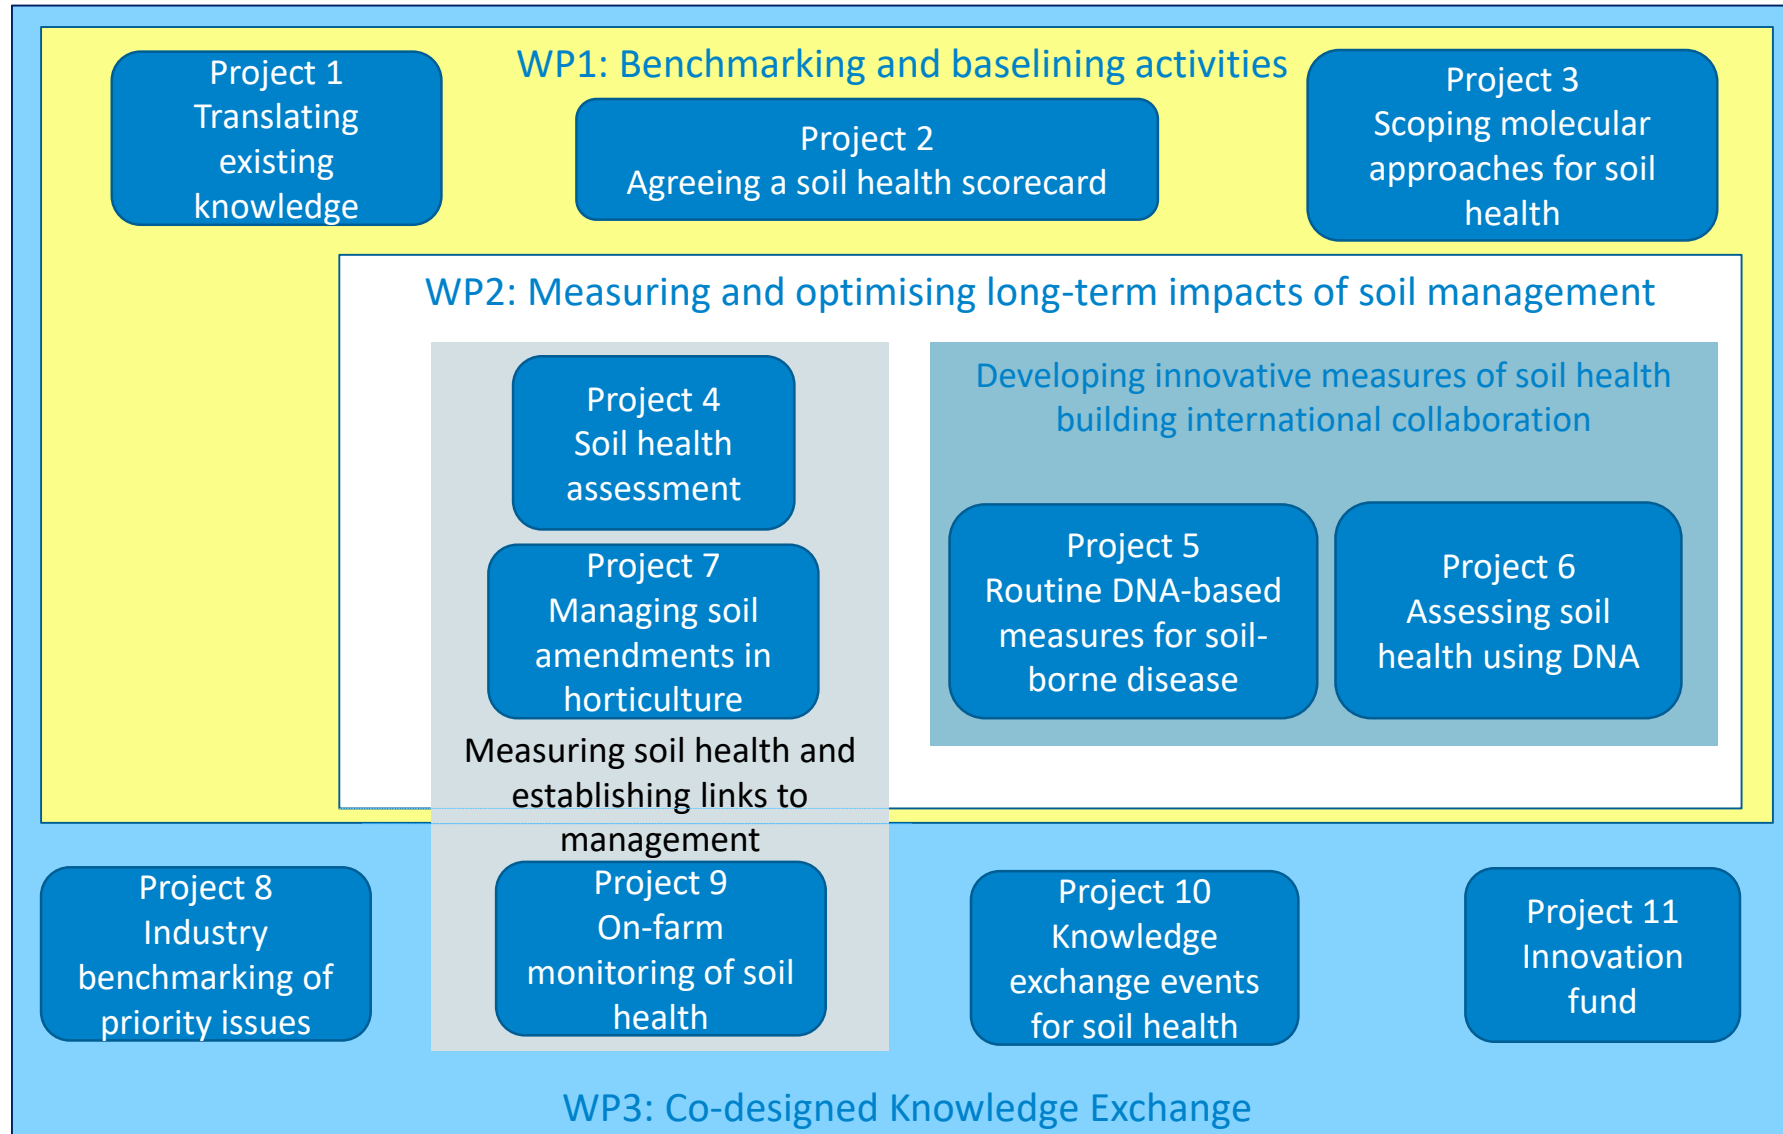 WP1: Benchmarking and baselining activities
Project 1
Translating
existing
knowledge
Project 2
Agreeing a soil health scorecard
Project 3
Scoping molecular
approaches for soil
health
WP2: Measuring and optimising long-term impacts of soil management
Project 4
Soil health
assessment
Project 7
Managing soil
amendments in
horticulture
Measuring soil health and
establishing links to
management
Developing innovative measures of soil health
building international collaboration
Project 5
Routine DNA-based
measures for soil-
borne disease
Project 6
Assessing soil
health using DNA
Project 8
Industry
benchmarking of
priority issues
Project 9
On-farm
monitoring of soil
health
Project 10
Knowledge
exchange events
for soil health
Project 11
Innovation
fund
WP3: Co-designed Knowledge Exchange